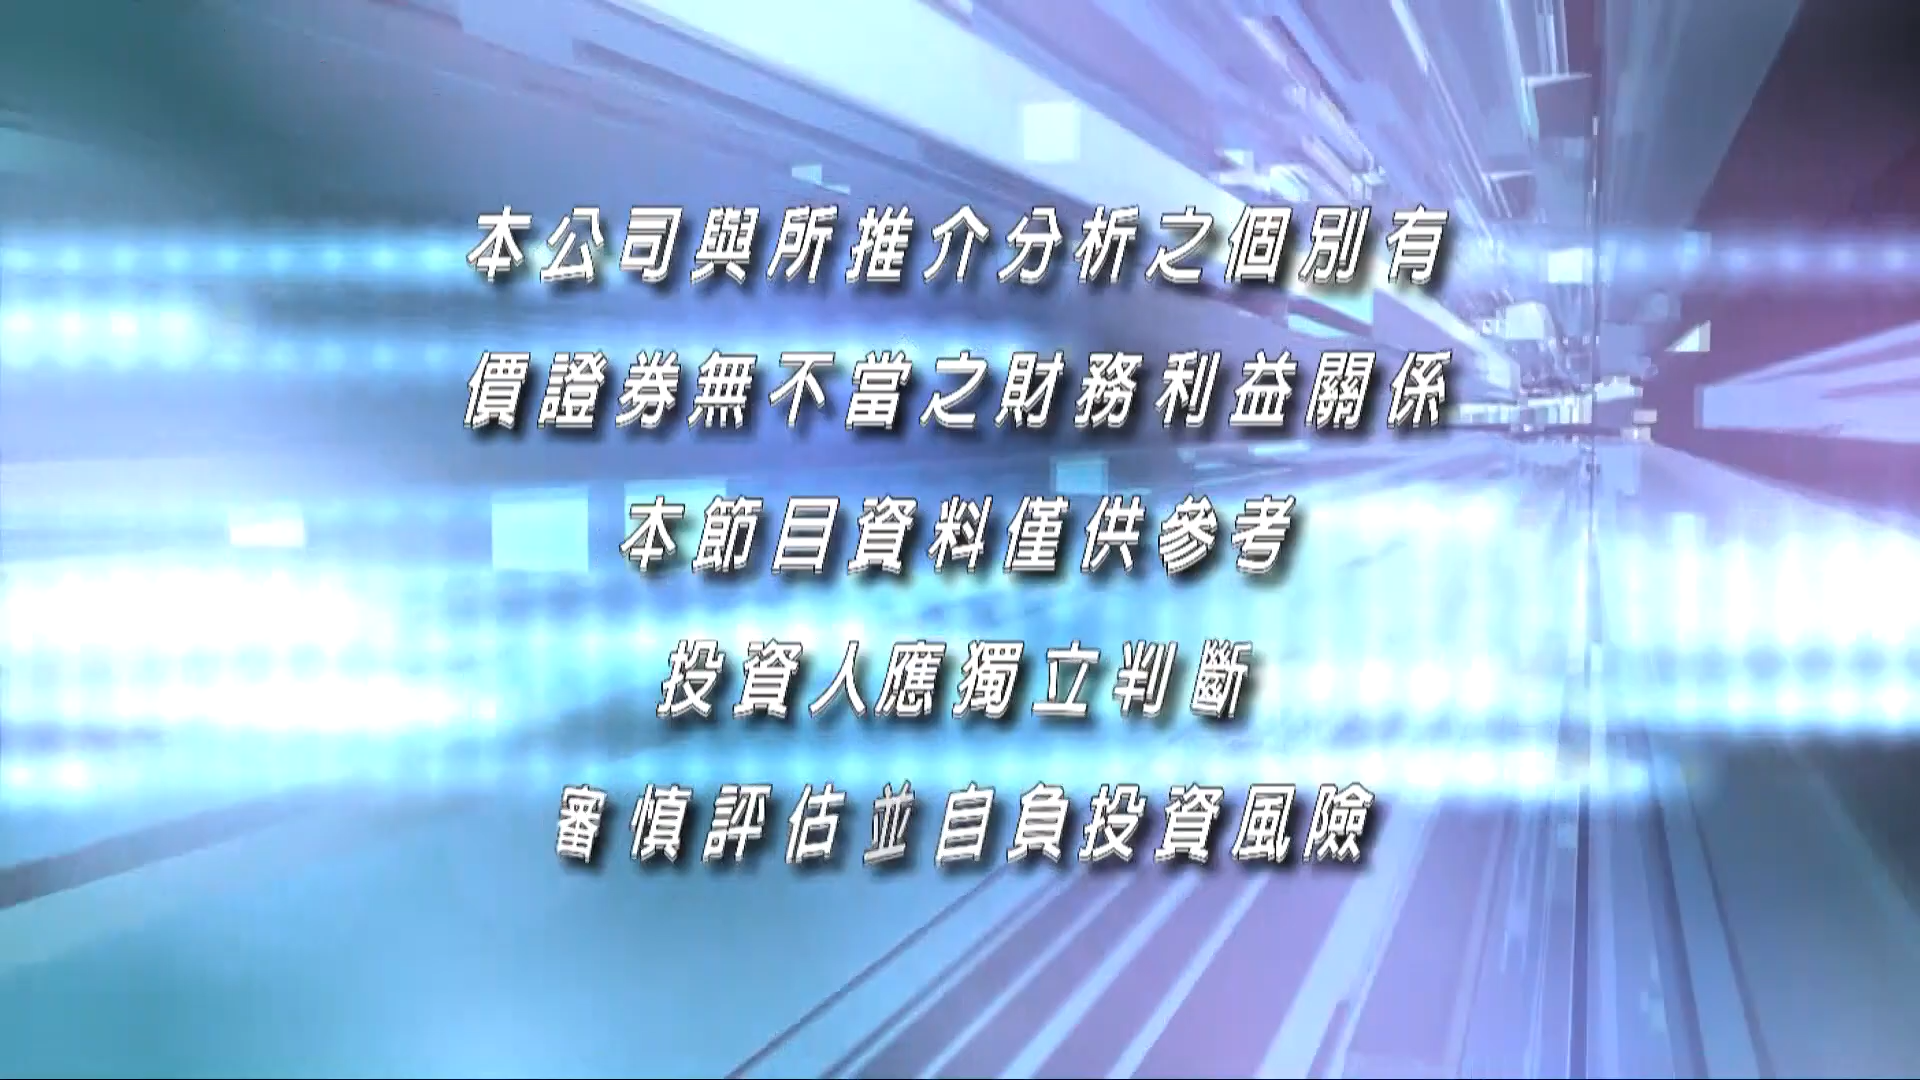 本公司與所推介分析之個別有
價證券無不當之財務利益關係
本節目資料僅供參考
投資人應獨立判斷
審慎評估並自負投資風險